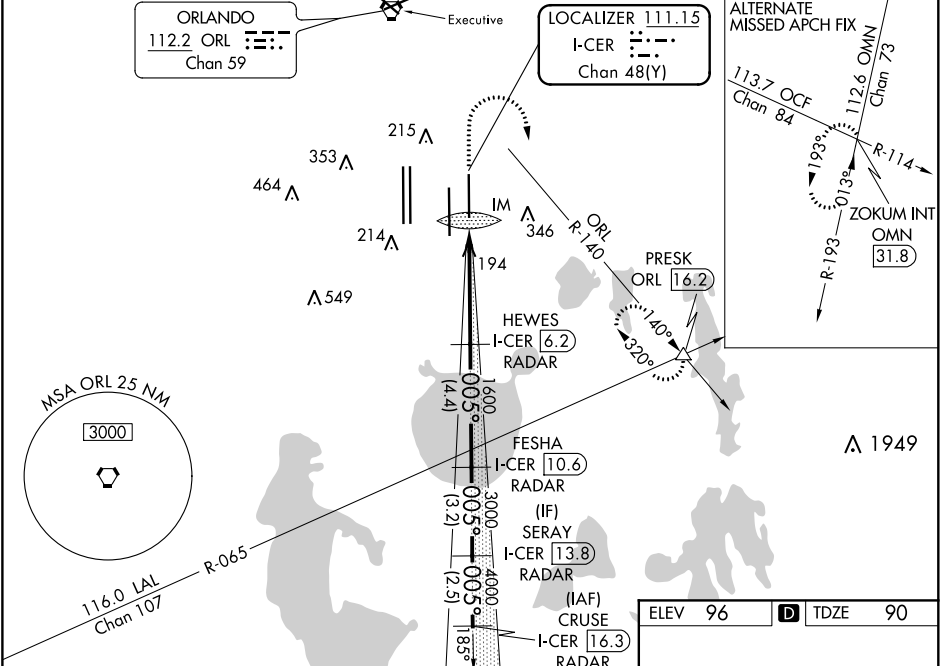 ORLANDO
112.2 ORL
Chan 59
Executive
LOCALIZER 111.15
I-CER
Chan 48(Y)
ALTERNATE
MISSED APCH FIX
113.7 OCF
Chan 84
112.6 OMN
Chan 73
R-114
193°
013°
R-193
ZOKUM INT
OMN
31.8
215
353
464
214
549
IM
346
194
ORL
R-140
PRESK
ORL 16.2
140°
320°
HEWES
I-CER 6.2
RADAR
1600
005°
(4.4)
MSA ORL 25 NM
3000
FESHA
I-CER 10.6
RADAR
1949
3000
005°
(3.2)
(IF)
SERAY
I-CER 13.8
RADAR
4000
005°
(2.5)
116.0 LAL
Chan 107
R-065
(IAF)
CRUSE
I-CER 16.3
RADAR
185°
ELEV 96 D TDZE 90